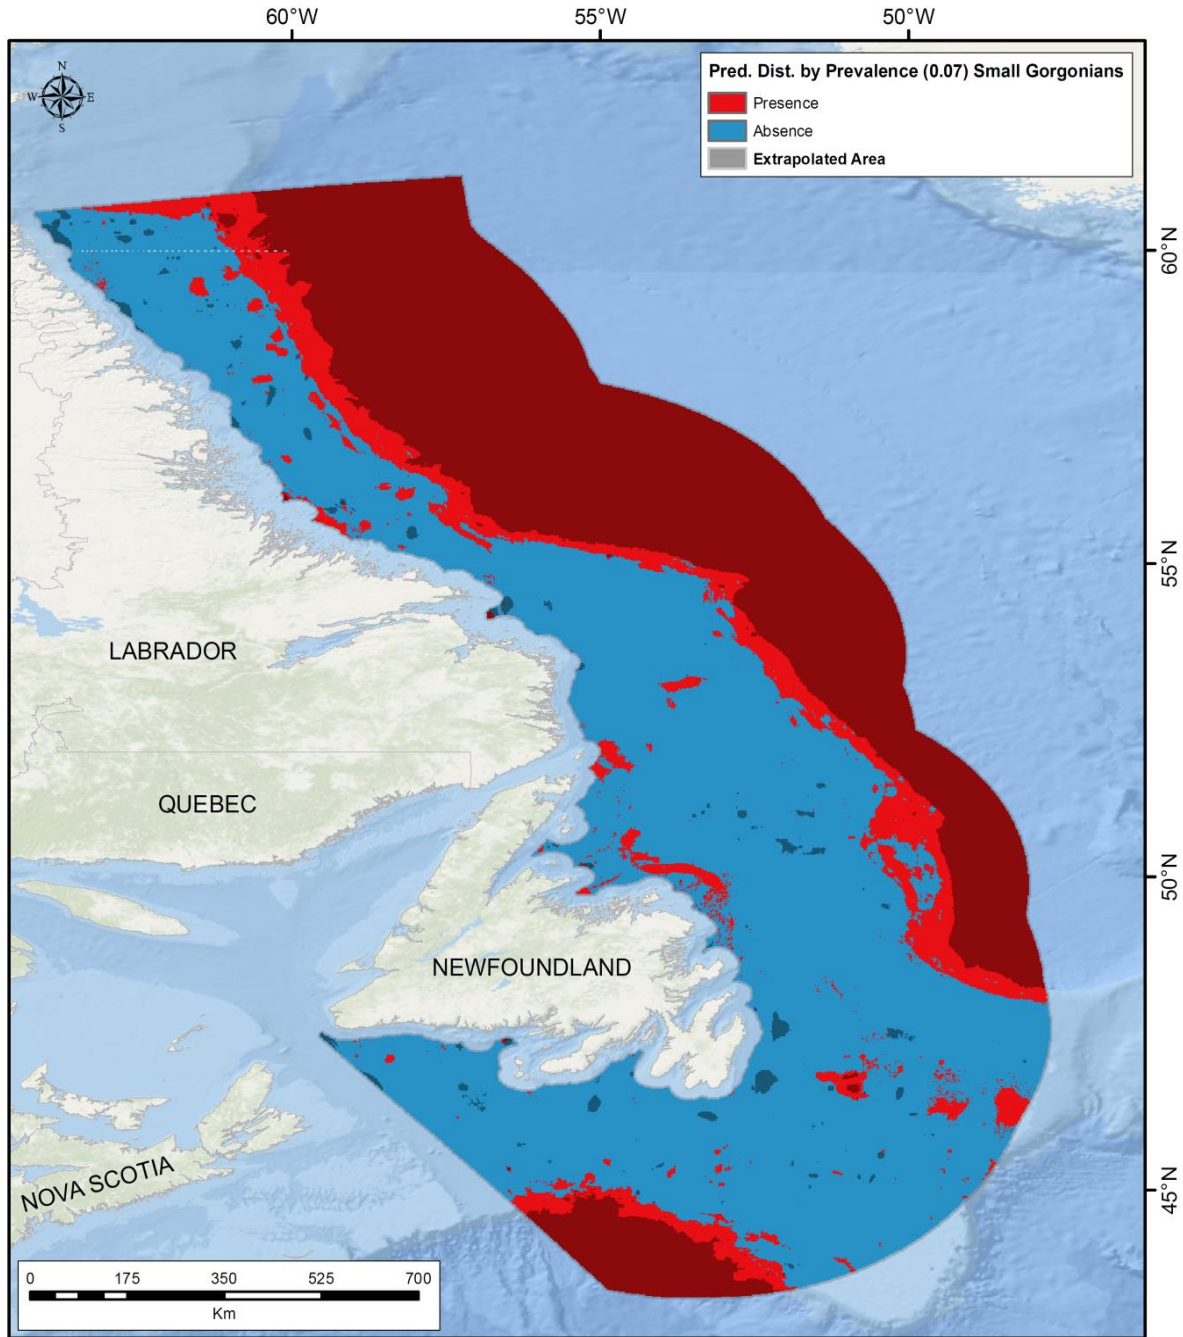 60°W 55°W 50°W
N
W E
S
Pred. Dist. by Prevalence (0.07) Small Gorgonians
Presence
Absence
Extrapolated Area
60°N
55°N
LABRADOR
QUEBEC
50°N
NEWFOUNDLAND
NOVA SCOTIA
45°N
0 175 350 525 700
Km